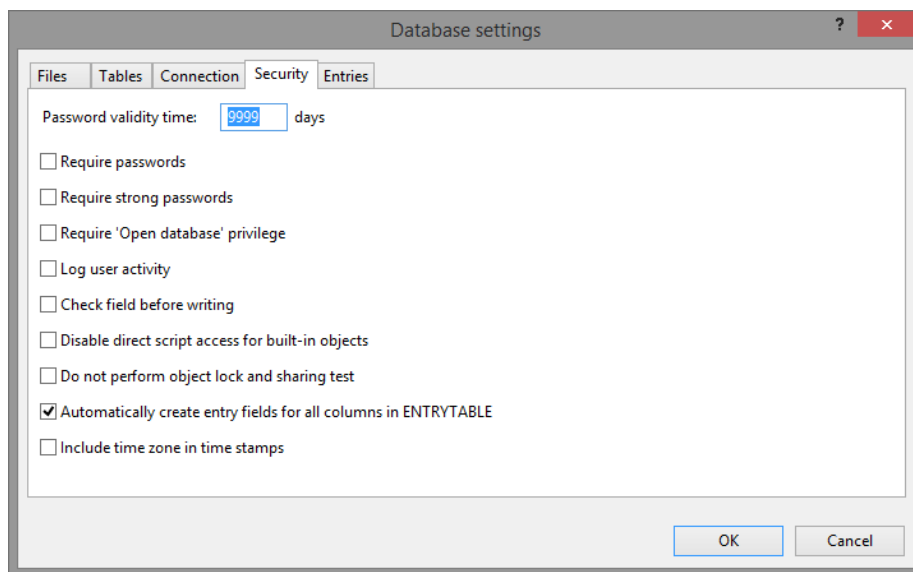 Database settings
?
Files Tables Connection Security Entries
Password validity time: 9999 days
Require passwords
Require strong passwords
Require 'Open database' privilege
Log user activity
Check field before writing
Disable direct script access for built-in objects
Do not perform object lock and sharing test
Automatically create entry fields for all columns in ENTRYTABLE
Include time zone in time stamps
OK Cancel